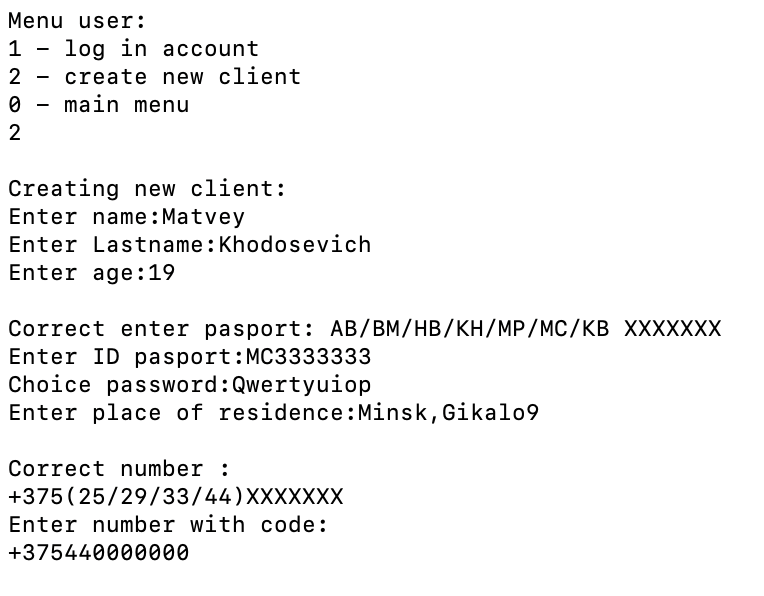 Menu user:
1 – log in account
2 – create new client
0 – main menu
2
Creating new client:
Enter name:Matvey
Enter Lastname:Khodosevich
Enter age:19
Correct enter pasport: AB/BM/HB/KH/MP/MC/KB XXXXXXX
Enter ID pasport:MC3333333
Choice password:Qwertyuiop
Enter place of residence:Minsk,Gikalo9
Correct number :
+375(25/29/33/44)XXXXXXX
Enter number with code:
+375440000000